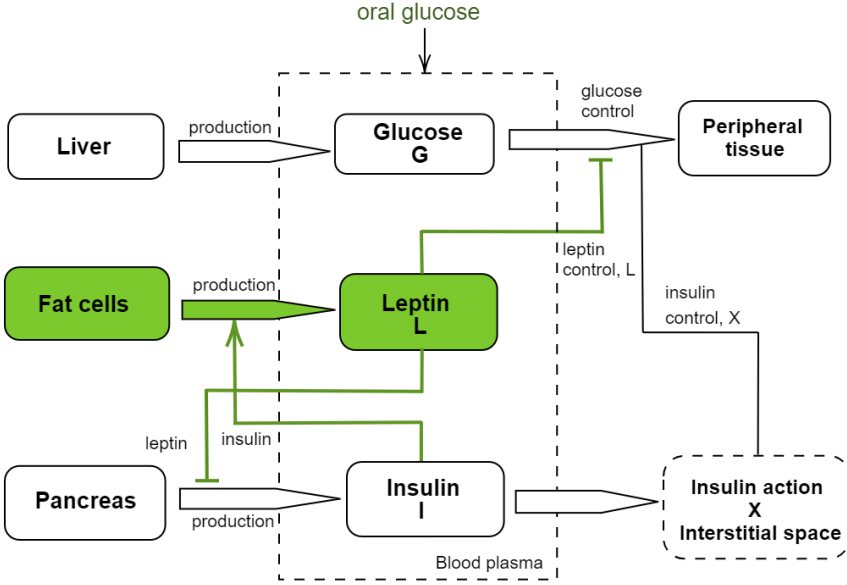 oral glucose
glucose
control
production
Liver
Glucose
G
Peripheral
tissue
leptin
control, L
production
Fat cells
Leptin
L
insulin
control, X
leptin
insulin
Pancreas
production
Insulin
I
Insulin action
X
Interstitial space
Blood plasma